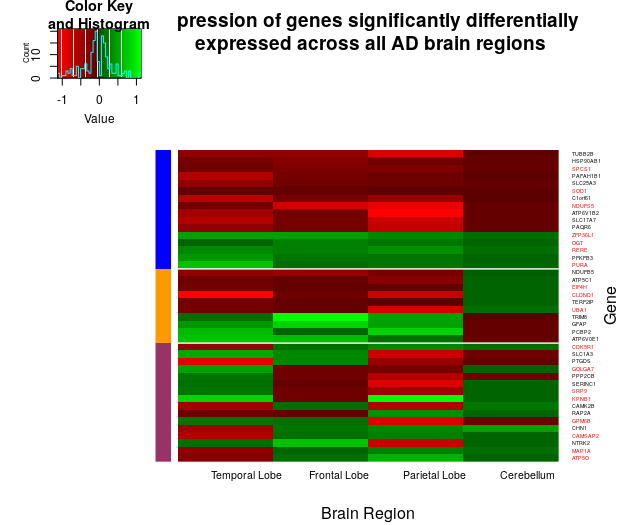 Color Key
and Histogram
pression of genes significantly differentially
expressed across all AD brain regions
Count
0 10
-1 0 1
Value
TUBB2B
HSP90AB1
SPCS1
PAFAH1B1
SLC25A3
SOD1
C1orf61
NDUFS5
ATP6V1B2
SLC17A7
PAQR6
ZFP36L1
OGT
RERE
PFKFB3
PURA
NDUFB5
ATP5C1
EIF4H
CLDND1
TERF2IP
UBA1
TRIM8
GFAP
PCBP2
ATP6V0E1
CDK5R1
SLC1A3
PTGDS
GOLGA7
PPP2CB
SERINC1
SRP9
KPNB1
CAMK2B
RAP2A
GPM6B
CHN1
CAMSAP2
NTRK2
MAP1A
ATP5O
Gene
Temporal Lobe Frontal Lobe Parietal Lobe Cerebellum
Brain Region